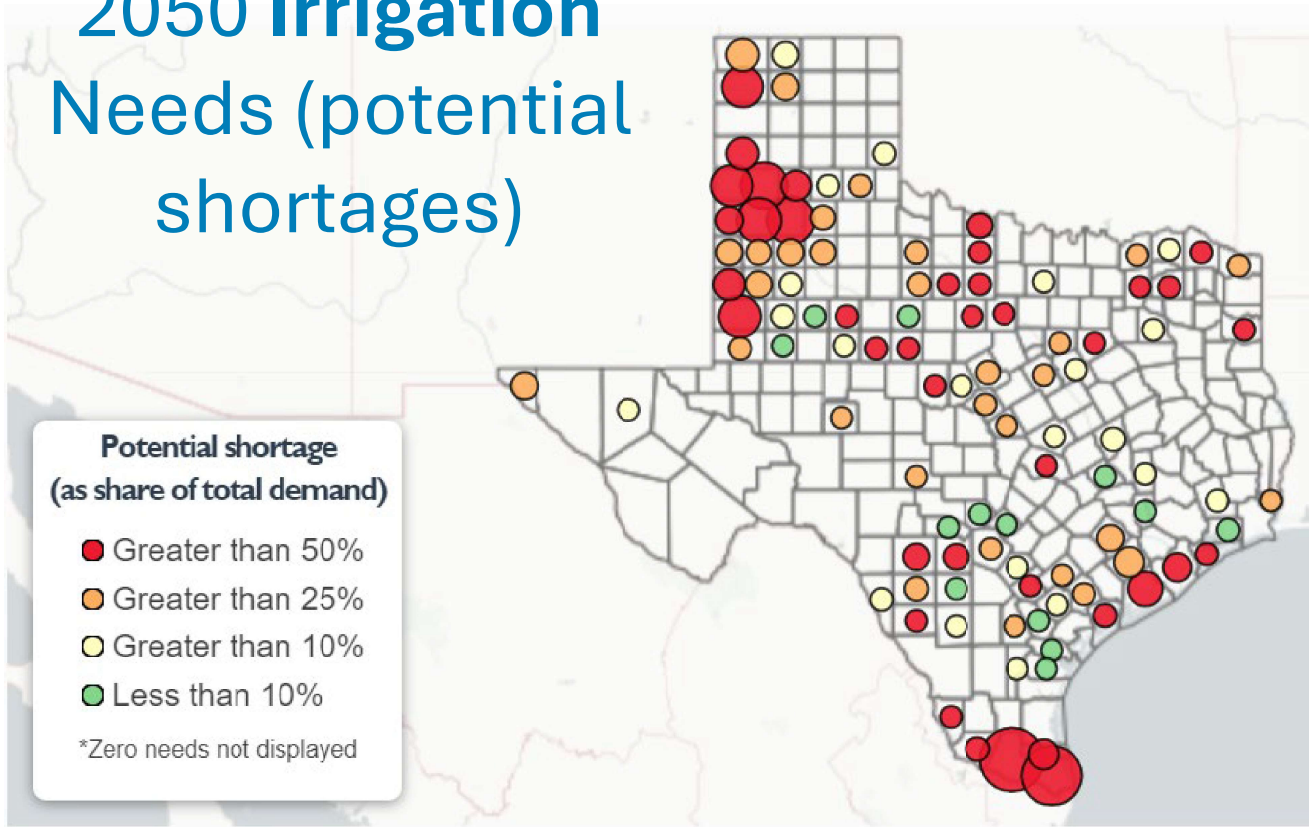 2050 Irrigation
Needs (potential
shortages)
Potential shortage
(as share of total demand)
Greater than 50%
Greater than 25%
Greater than 10%
Less than 10%
*Zero needs not displayed